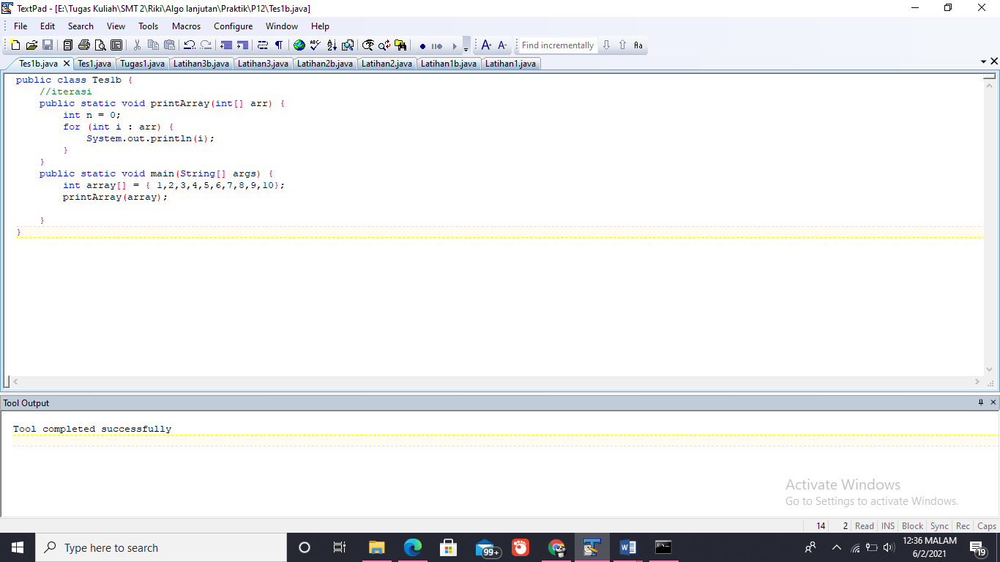 TextPad - [E:\Tugas Kuliah\SMT 2\Riki\Algo lanjutan\Praktik\P12\Tes1b.java]
File Edit Search View Tools Macros Configure Window Help
Find incrementally Aa
Tes1b.java Tes1.java Tugas1.java Latihan3b.java Latihan3.java Latihan2b.java Latihan2.java Latihan1b.java Latihan1.java
public class Tes1b {
//iterasi
public static void printArray(int[] arr) {
int n = 0;
for (int i : arr) {
System.out.println(i);
}
}
public static void main(String[] args) {
int array[] = { 1,2,3,4,5,6,7,8,9,10};
printArray(array);
}
}
Tool Output
Tool completed successfully
Activate Windows
Go to Settings to activate Windows.
14 2 Read INS Block Sync Rec Caps
Type here to search
99+
12:36 MALAM
6/2/2021
19